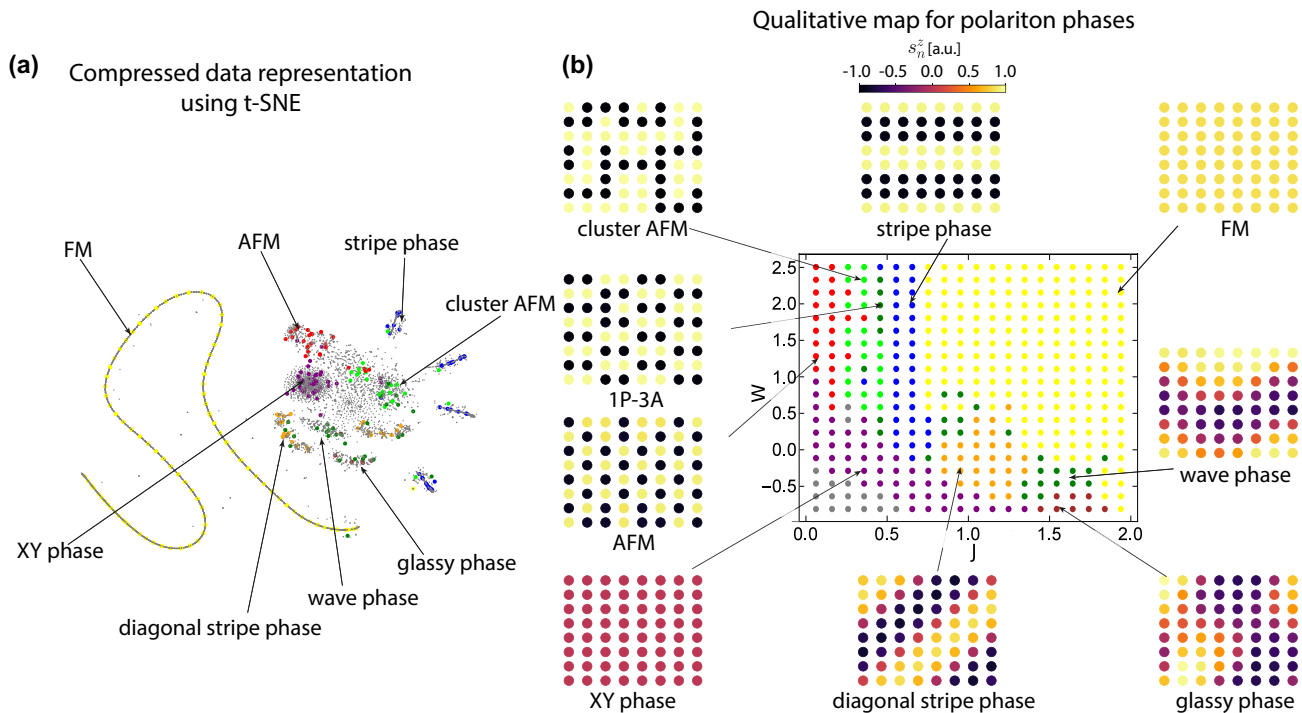 Qualitative map for polariton phases
(a)
Compressed data representation
using t-SNE
FM
AFM
stripe phase
cluster AFM
XY phase
diagonal stripe phase
wave phase
glassy phase
(b)
s_n^z [a.u.]
-1.0 -0.5 0.0 0.5 1.0
cluster AFM
stripe phase
FM
1P-3A
AFM
2.5
2.0
1.5
1.0
0.5
0.0
−0.5
W
0.0 0.5 1.0 1.5 2.0
J
wave phase
XY phase
diagonal stripe phase
glassy phase